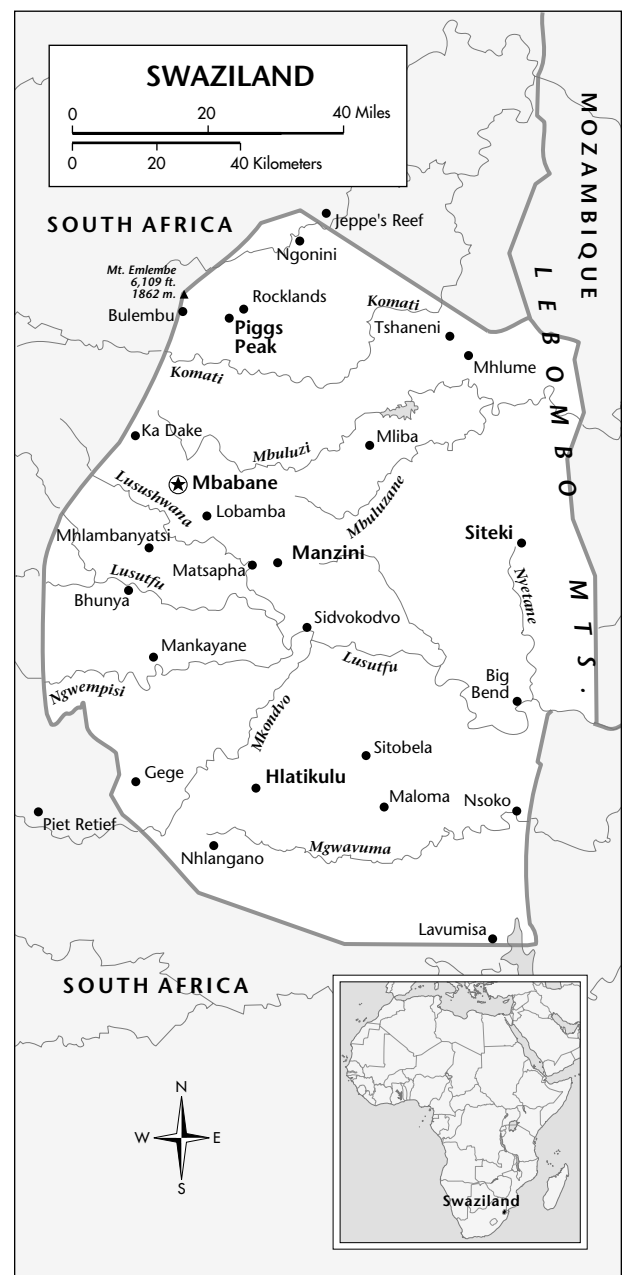 SWAZILAND
0 20 40 Miles
0 20 40 Kilometers
MOZAMBIQUE
SOUTH AFRICA
Jeppe's Reef
Ngonini
Mt. Emlembe
6,109 ft.
1862 m.
Bulembu
Rocklands
Piggs
Peak
Komati
Tshaneni
Mhlume
LEBOMBO MTS.
Komati
Ka Dake
Mbuluzi
Mliba
Mbabane
Lusushwana
Lobamba
Mbuluzane
Mhlambanyatsi
Siteki
Manzini
Matsapha
Lusutfu
Bhunya
Nyetane
Sidvokodvo
Mankayane
Lusutfu
Ngwempisi
Big
Bend
Mkondvo
Sitobela
Gege
Hlatikulu
Maloma
Nsoko
Piet Retief
Nhlangano
Mgwavuma
Lavumisa
SOUTH AFRICA
N
W E
S
Swaziland